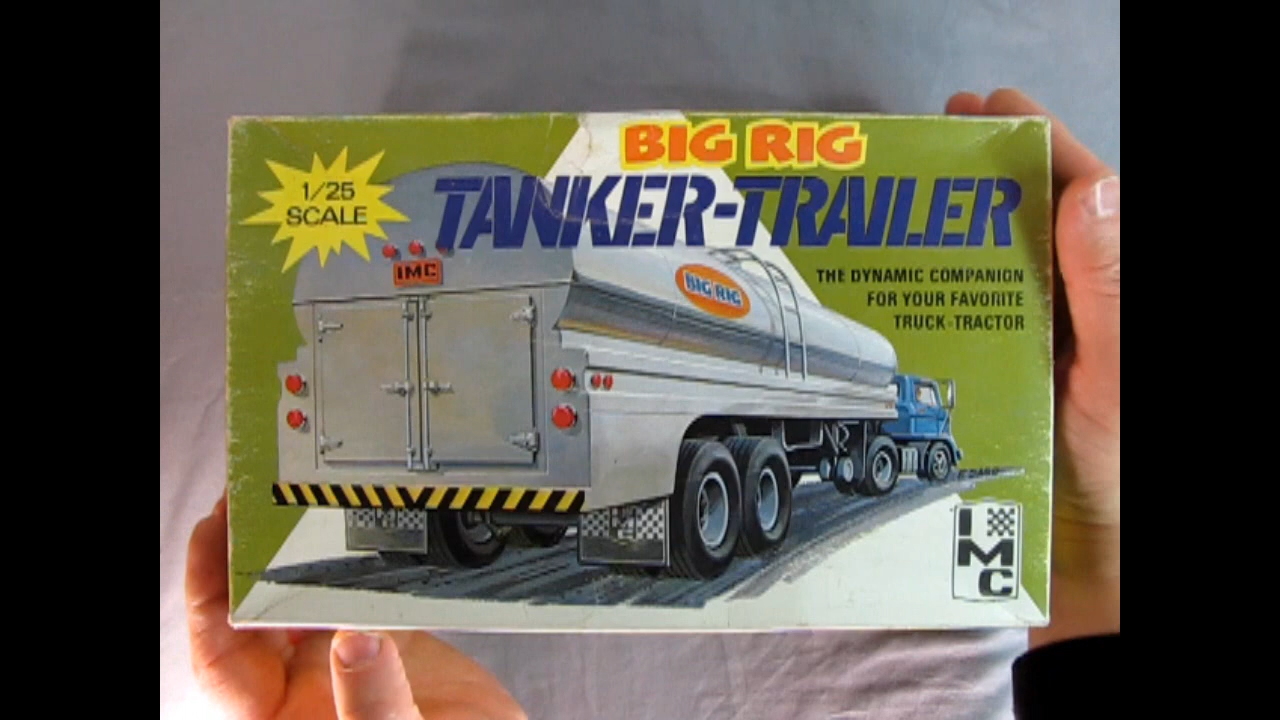 BIG RIG
TANKER-TRAILER
1/25
SCALE
THE DYNAMIC COMPANION
FOR YOUR FAVORITE
TRUCK-TRACTOR
IMC
BIG RIG
IMC